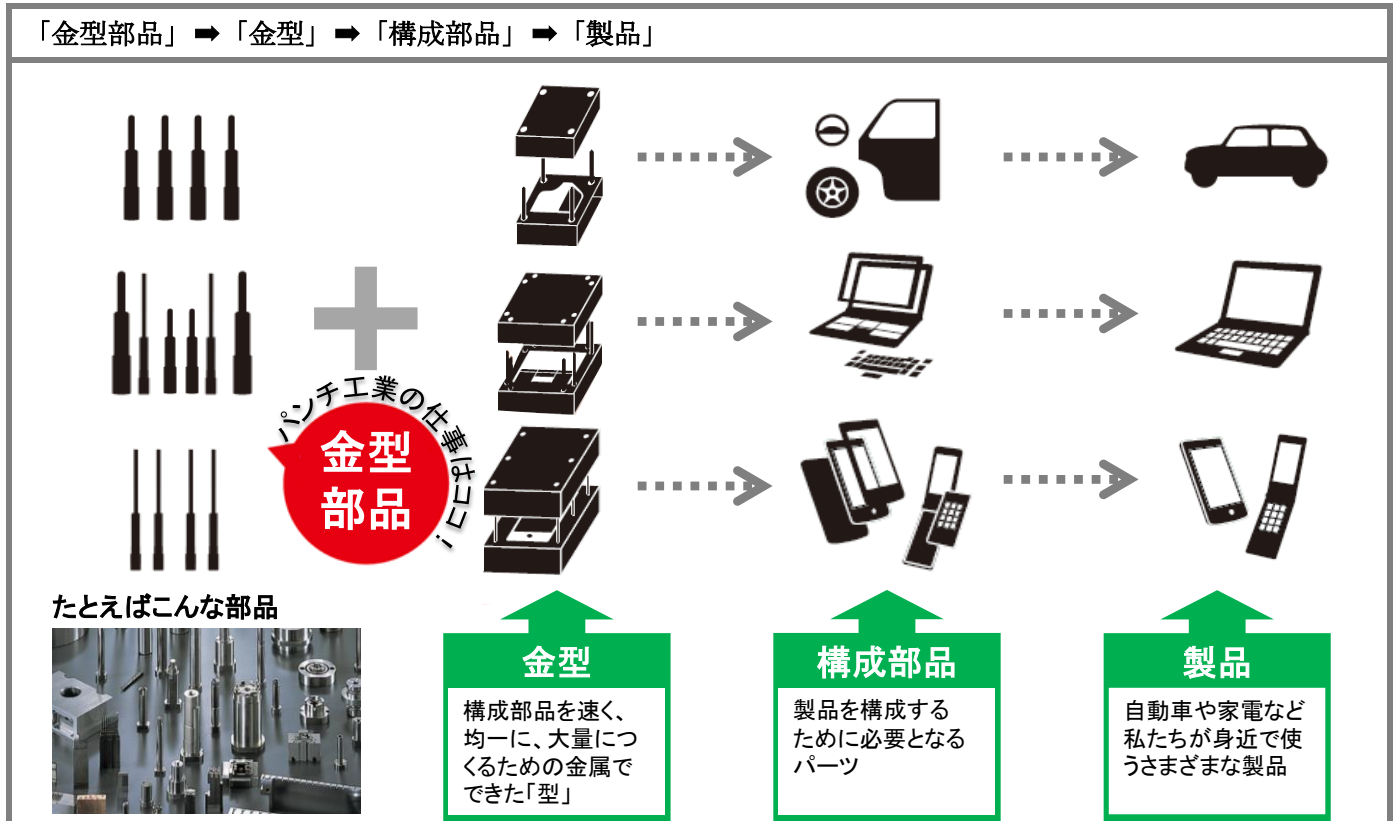 「金型部品」 ➡ 「金型」 ➡ 「構成部品」 ➡ 「製品」
パンチ工業の仕事はココ！
金型
部品
たとえばこんな部品
金型
構成部品を速く、
均一に、大量につ
くるための金属で
できた「型」
構成部品
製品を構成する
ために必要となる
パーツ
製品
自動車や家電など
私たちが身近で使
うさまざまな製品